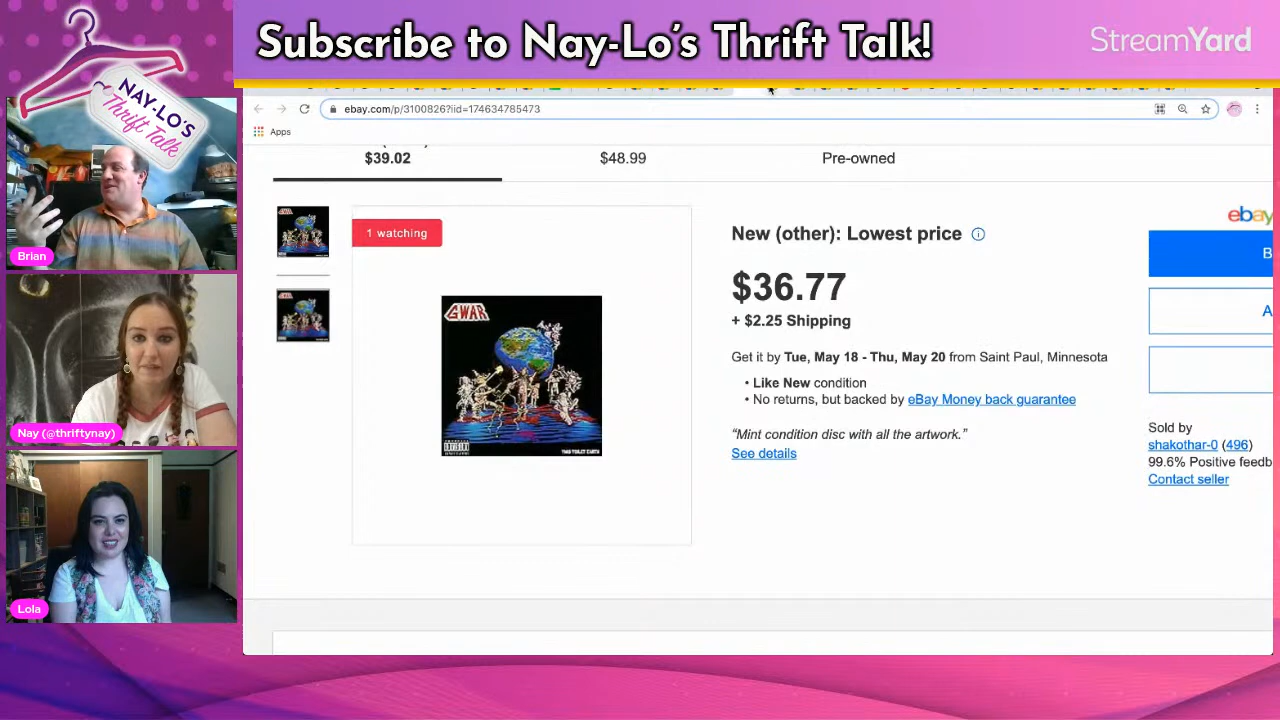 Subscribe to Nay-Lo's Thrift Talk!
StreamYard
NAY-LO'S
Thrift Talk
ebay.com/p/3100826?iid=174634785473
Apps
$39.02
$48.99
Pre-owned
1 watching
GWAR
THIS TOILET EARTH
New (other): Lowest price
$36.77
+ $2.25 Shipping
Get it by Tue, May 18 - Thu, May 20 from Saint Paul, Minnesota
• Like New condition
• No returns, but backed by eBay Money back guarantee
“Mint condition disc with all the artwork.”
See details
ebay
B
A
Sold by
shakothar-0 (496)
99.6% Positive feedb
Contact seller
Brian
Nay (@thriftynay)
Lola